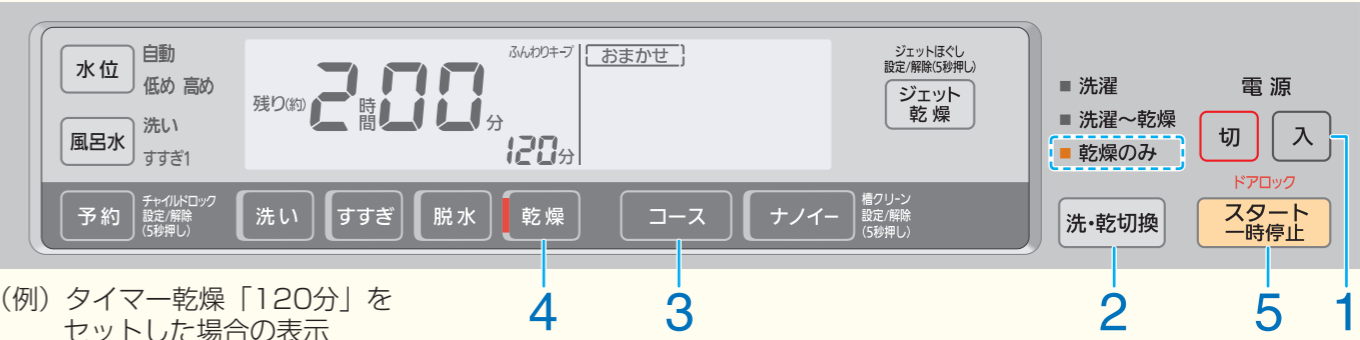 水位
自動
低め 高め
風呂水
洗い
すすぎ1
残り(約) 2時間00分
120分
ふんわりキープ
おまかせ
ジェットほぐし
設定/解除(5秒押し)
ジェット
乾燥
予約
チャイルドロック
設定/解除
(5秒押し)
洗い
すすぎ
脱水
乾燥
コース
ナノイー
槽クリーン
設定/解除
(5秒押し)
■ 洗濯
■ 洗濯～乾燥
■ 乾燥のみ
洗・乾切換
電源
切
入
ドアロック
スタート
一時停止
4
3
2
5
1
(例) タイマー乾燥「120分」を
セットした場合の表示